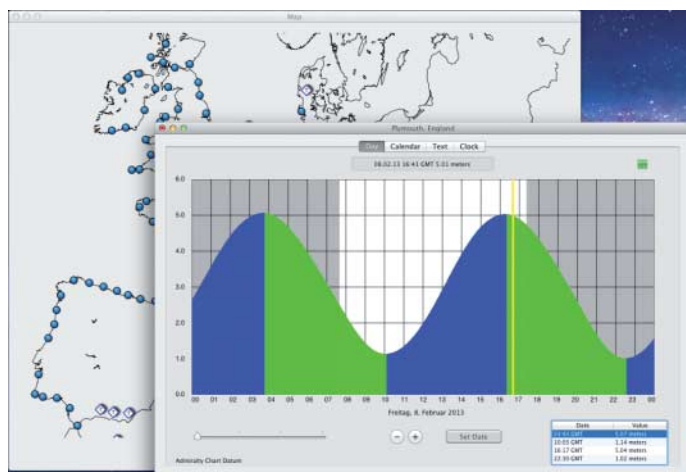 Map
Plymouth, England
Day Calendar Text Clock
08.02.13 16:41 GMT 5.01 meters
6.0
5.0
4.0
3.0
2.0
1.0
0.0
00 01 02 03 04 05 06 07 08 09 10 11 12 13 14 15 16 17 18 19 20 21 22 23 00
Freitag, 8. Februar 2013
Set Date
Date Value
meters
10:05 GMT 1.14 meters
16:17 GMT 5.04 meters
22:39 GMT 1.02 meters
Admiralty Chart Datum